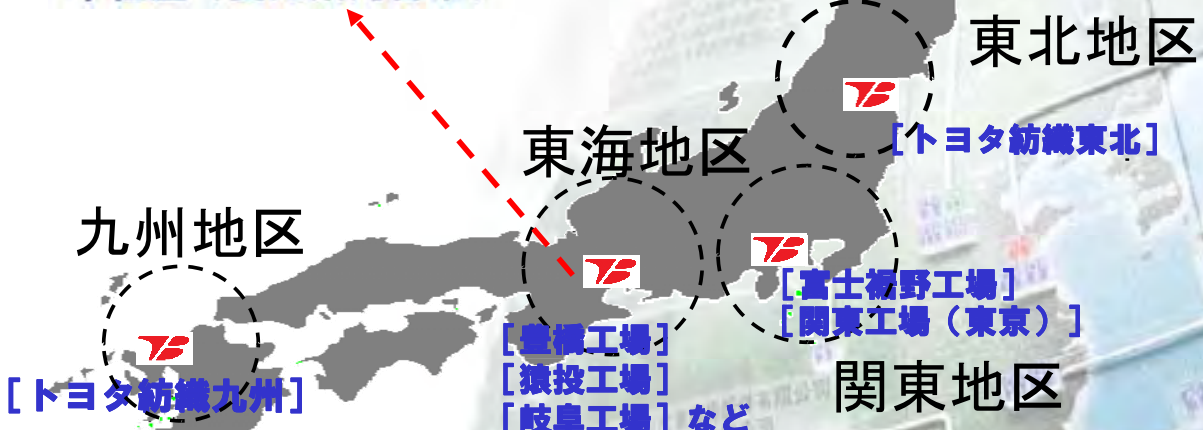 東北地区
[トヨタ紡織東北]
東海地区
九州地区
[トヨタ紡織九州]
[豊橋工場]
[猿投工場]
[岐阜工場] など
[富士裾野工場]
[関東工場（東京）]
関東地区